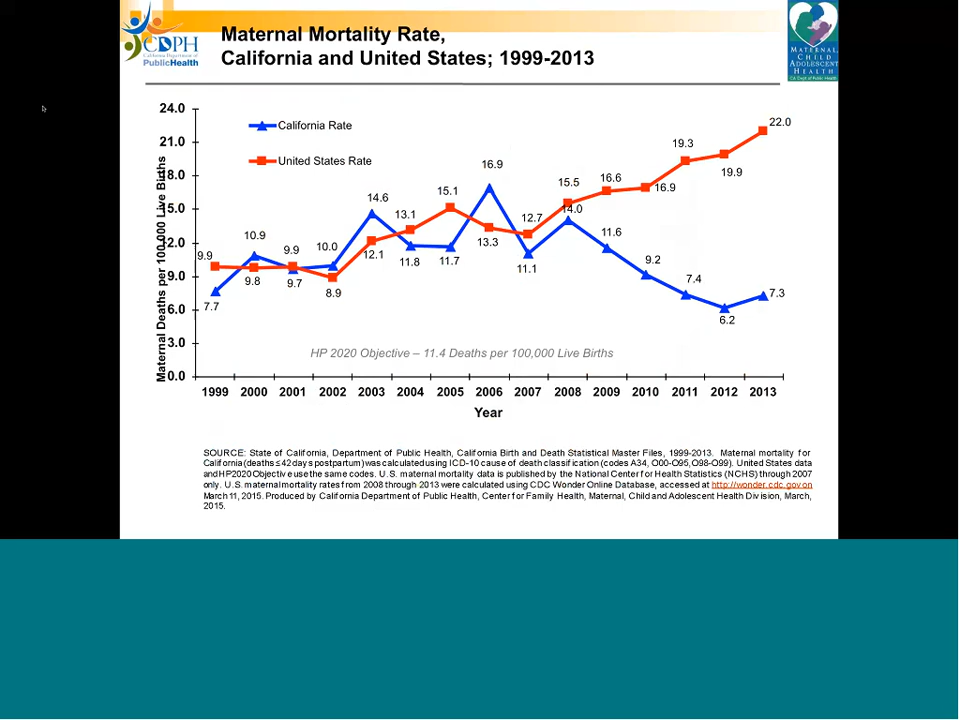 CDPH
California Department of
PublicHealth
Maternal Mortality Rate,
California and United States; 1999-2013
MATERNAL
CHILD
ADOLESCENT
HEALTH
CA Dept of Public Health
Maternal Deaths per 100,000 Live Births
24.0
21.0
18.0
15.0
12.0
9.0
6.0
3.0
0.0
California Rate
United States Rate
7.7
10.9
9.7
10.0
14.6
11.8
11.7
16.9
11.1
14.0
11.6
9.2
7.4
6.2
7.3
9.9
9.8
9.9
8.9
12.1
13.1
15.1
13.3
12.7
15.5
16.6
16.9
19.3
19.9
22.0
HP 2020 Objective – 11.4 Deaths per 100,000 Live Births
1999 2000 2001 2002 2003 2004 2005 2006 2007 2008 2009 2010 2011 2012 2013
Year
SOURCE: State of California, Department of Public Health, California Birth and Death Statistical Master Files, 1999-2013. Maternal mortality for
California (deaths ≤ 42 days postpartum) was calculated using ICD-10 cause of death classification (codes A34, O00-O95,O98-O99). United States data
and HP2020 Objective use the same codes. U.S. maternal mortality data is published by the National Center for Health Statistics (NCHS) through 2007
only. U.S. maternal mortality rates from 2008 through 2013 were calculated using CDC Wonder Online Database, accessed at http://wonder.cdc.gov on
March 11, 2015. Produced by California Department of Public Health, Center for Family Health, Maternal, Child and Adolescent Health Division, March,
2015.